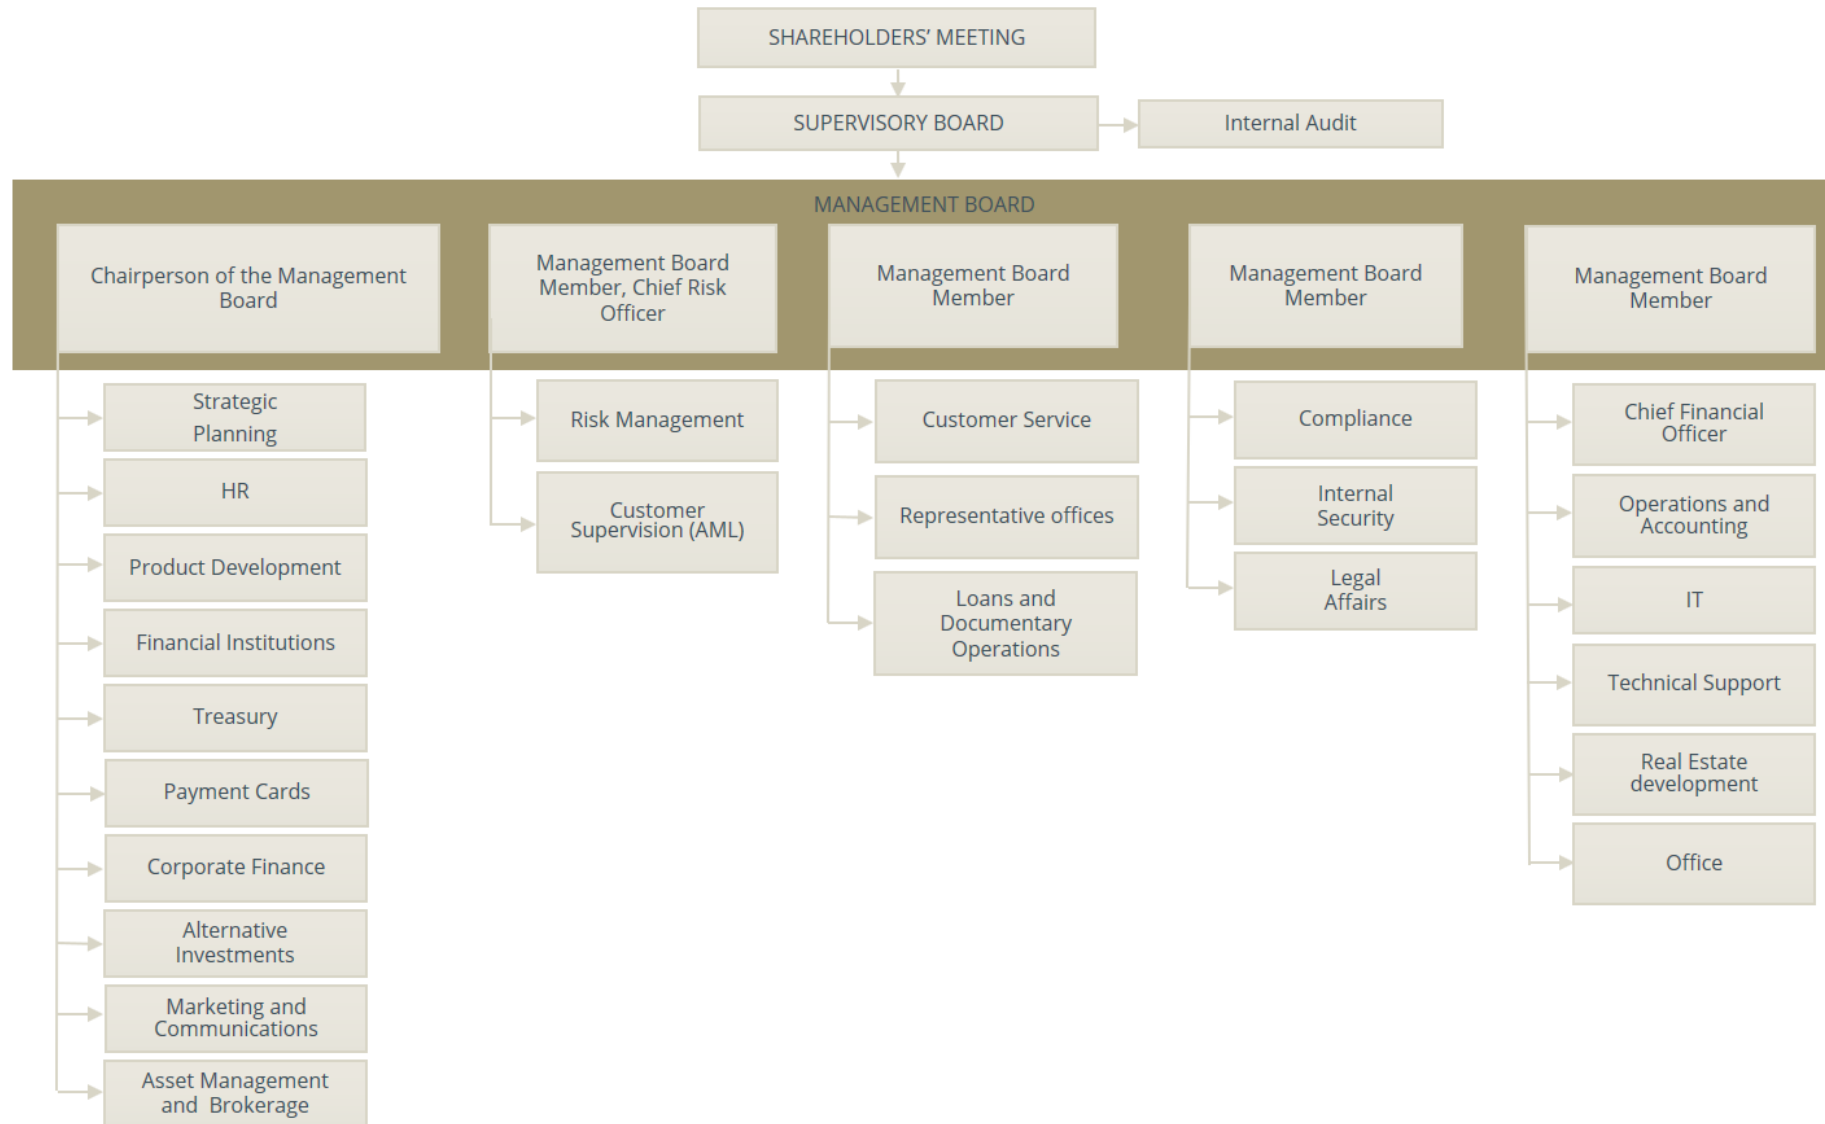 SHAREHOLDERS’ MEETING
SUPERVISORY BOARD
Internal Audit
MANAGEMENT BOARD
Chairperson of the Management
Board
Strategic
Planning
HR
Product Development
Financial Institutions
Treasury
Payment Cards
Corporate Finance
Alternative
Investments
Marketing and
Communications
Asset Management
and Brokerage
Management Board
Member, Chief Risk
Officer
Risk Management
Customer
Supervision (AML)
Management Board
Member
Customer Service
Representative offices
Loans and
Documentary
Operations
Management Board
Member
Compliance
Internal
Security
Legal
Affairs
Management Board
Member
Chief Financial
Officer
Operations and
Accounting
IT
Technical Support
Real Estate
development
Office